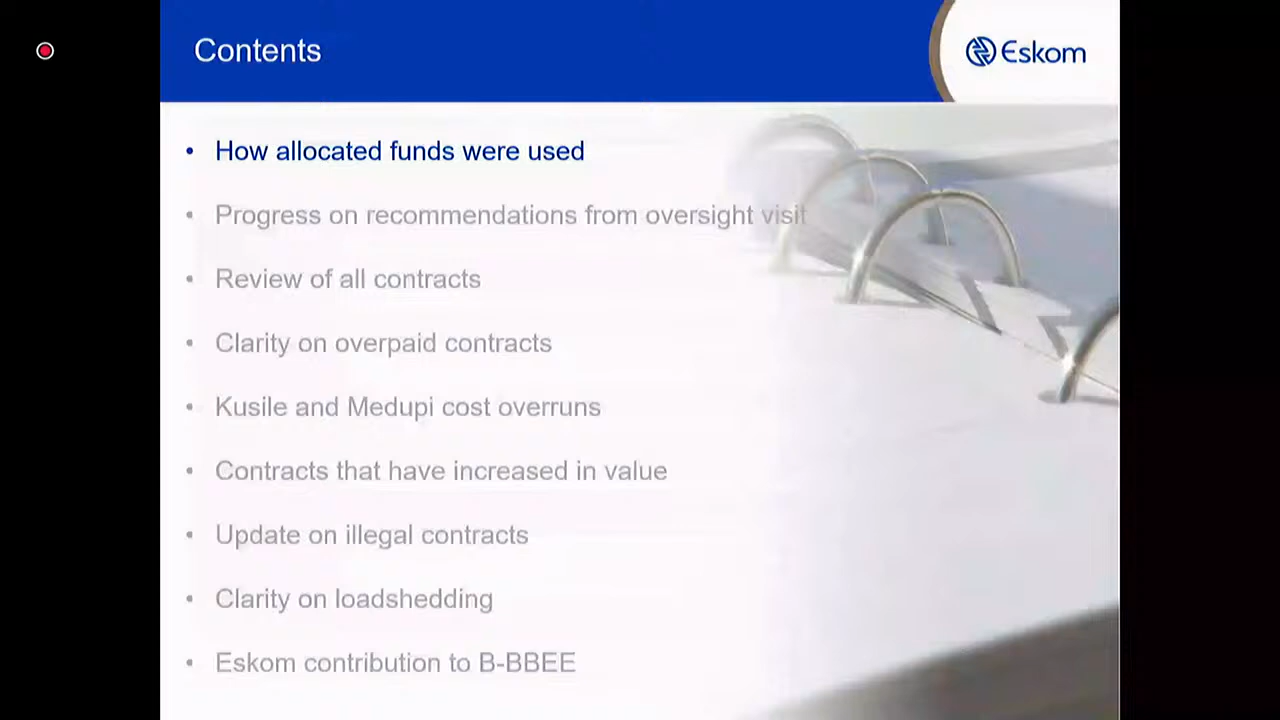 Contents
Eskom
• How allocated funds were used
• Progress on recommendations from oversight visit
• Review of all contracts
• Clarity on overpaid contracts
• Kusile and Medupi cost overruns
• Contracts that have increased in value
• Update on illegal contracts
• Clarity on loadshedding
• Eskom contribution to B-BBEE